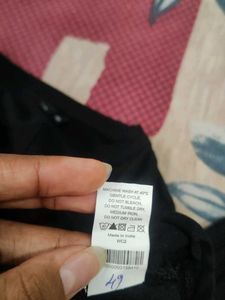 MACHINE WASH AT 40°C
GENTLE CYCLE,
DO NOT BLEACH,
DO NOT TUMBLE DRY,
MEDIUM IRON,
DO NOT DRY CLEAN
MADE IN INDIA
49